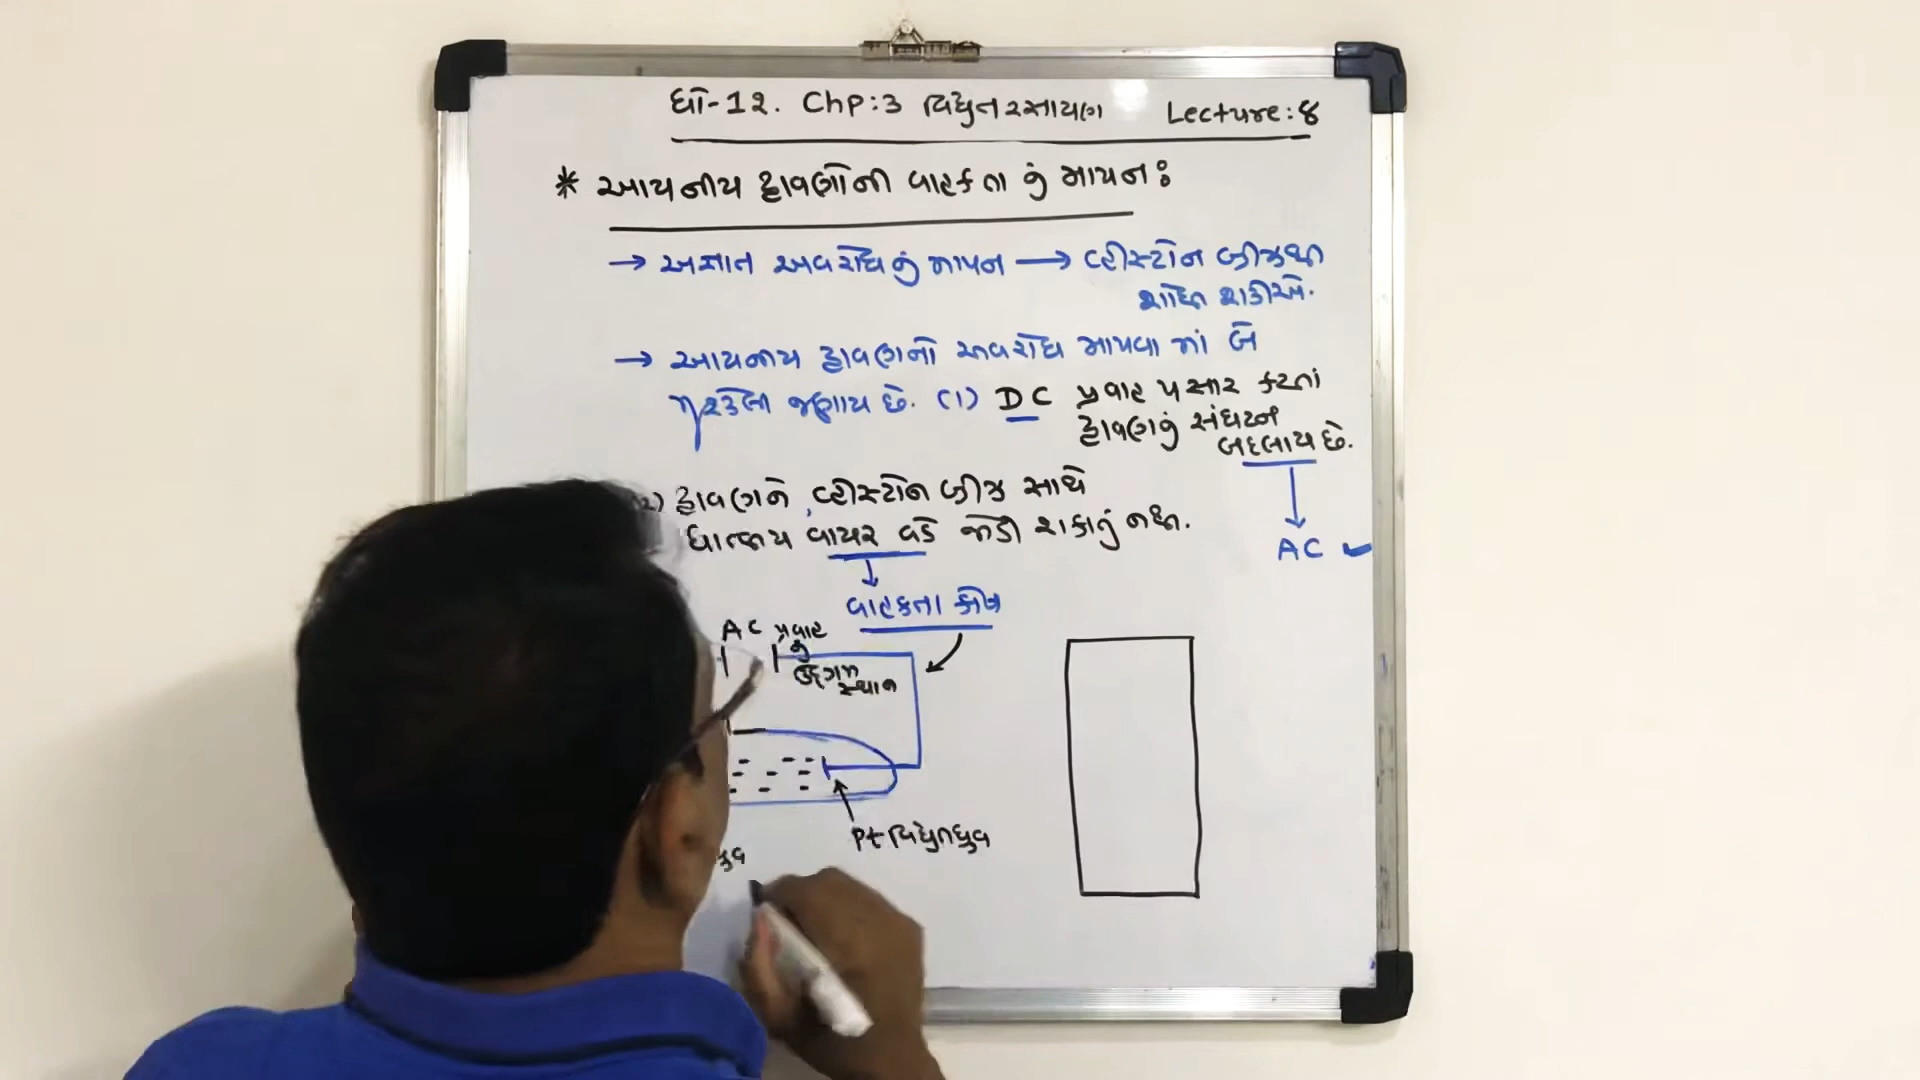 ધો-12. Chp:3 વિદ્યુતરસાયણ Lecture:8
* આયનીય દ્રાવણોની વાહકતા નું માપન:
→ અજ્ઞાત અવરોધનું માપન → વ્હીસ્ટોન બ્રીજથી
શોધી શકીએ.
→ આયનીય દ્રાવણનો અવરોધ માપવા માં બે
મુશ્કેલી જણાય છે. (1) DC પ્રવાહ પસાર કરતાં
દ્રાવણનું સંઘટન
બદલાય છે.
દ્રાવણને, વ્હીસ્ટોન બ્રીજ સાથે
ધાત્વીય વાયર વડે જોડી શકાતું નથી.
AC
વાહકતા કોષ
AC પ્રવાહ
નું
ઉદ્દગમ
સ્થાન
Pt વિદ્યુતધ્રુવ